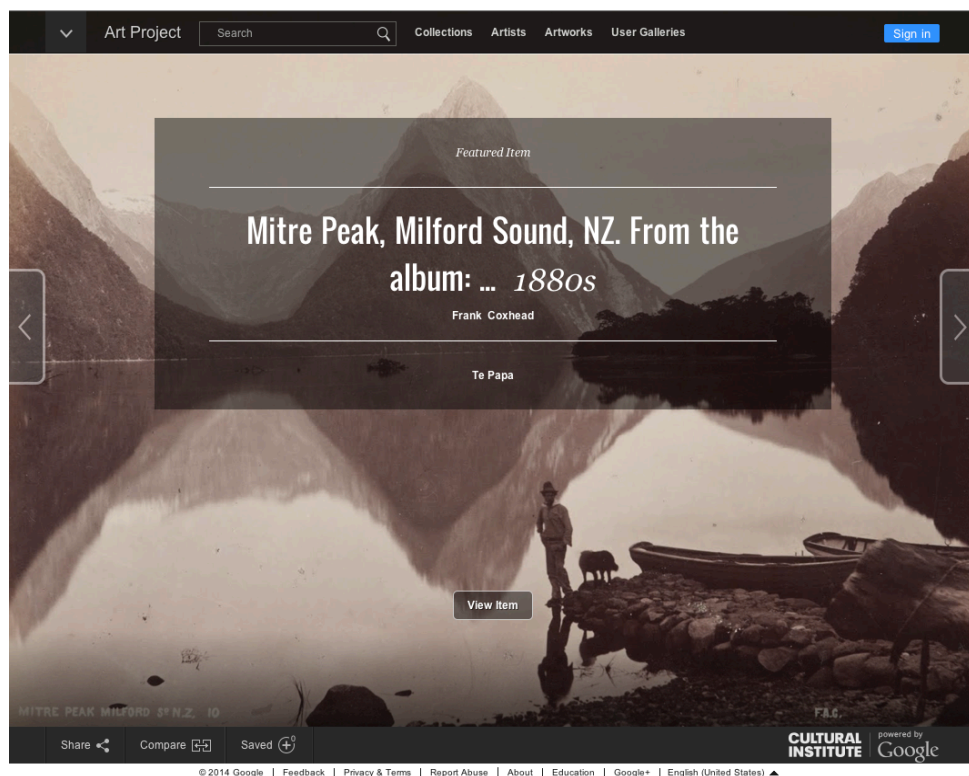 Art Project Search Collections Artists Artworks User Galleries Sign in
Featured Item
Mitre Peak, Milford Sound, NZ. From the
album: ... 1880s
Frank Coxhead
Te Papa
View Item
MITRE PEAK MILFORD Sᴰ N.Z. 10 F.A.C.
Share Compare Saved 0 CULTURAL INSTITUTE powered by Google
© 2014 Google | Feedback | Privacy & Terms | Report Abuse | About | Education | Google+ | English (United States)